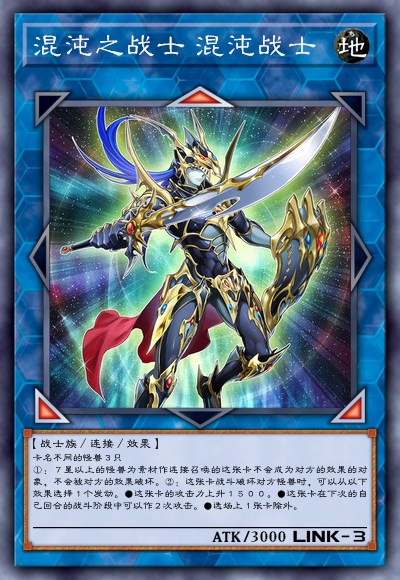 混沌之战士 混沌战士
地
【战士族／连接／效果】
卡名不同的怪兽３只
①：７星以上的怪兽为素材作连接召唤的这张卡不会成为对方的效果的对
象，不会被对方的效果破坏。②：这张卡战斗破坏对方怪兽时，可以从以下
效果选择１个发动。●这张卡的攻击力上升１５００。●这张卡在下次的自
己回合的战斗阶段中可以作２次攻击。●选场上１张卡除外。
ATK/3000 LINK-3